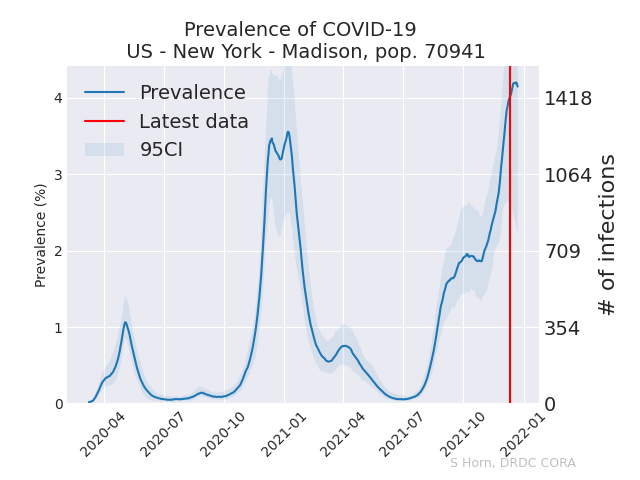 Prevalence of COVID-19
US - New York - Madison, pop. 70941
Prevalence
Latest data
95CI
Prevalence (%)
4
3
2
1
0
1418
1064
709
354
0
# of infections
2020-04
2020-07
2020-10
2021-01
2021-04
2021-07
2021-10
2022-01
S Horn, DRDC CORA